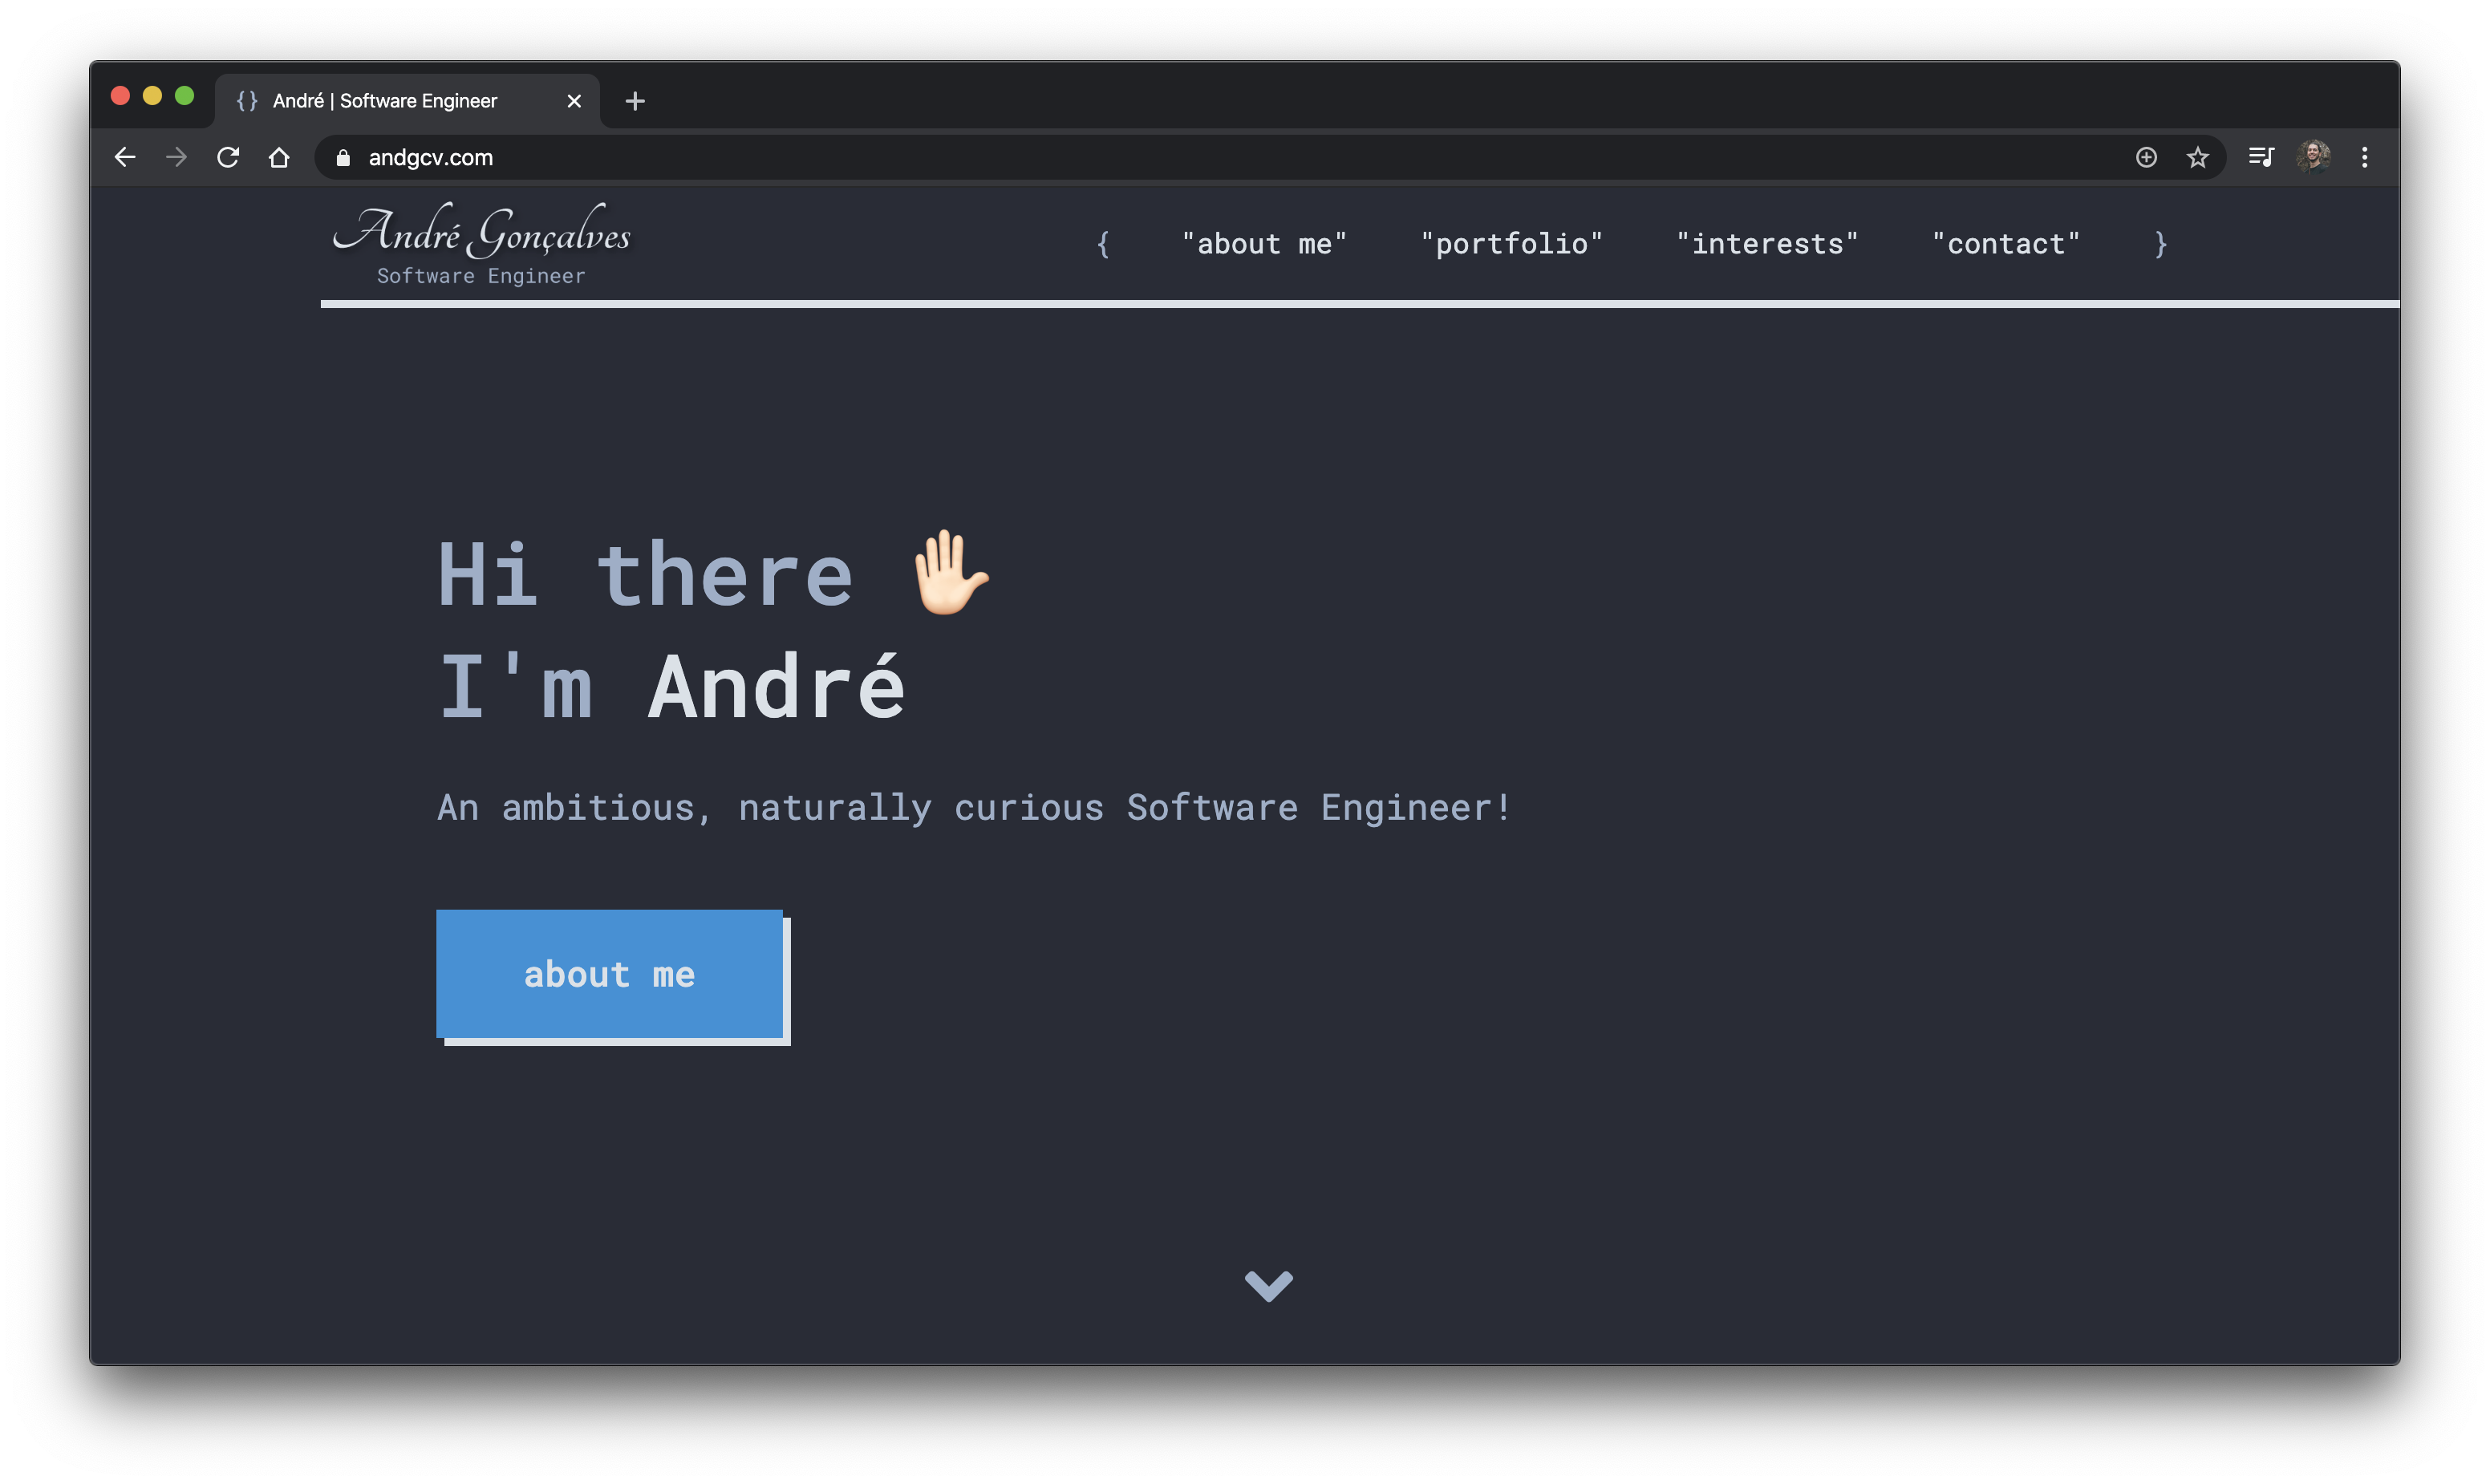 {} André | Software Engineer
andgcv.com
André Gonçalves
Software Engineer
{ "about me" "portfolio" "interests" "contact" }
Hi there 🖐🏻
I'm André
An ambitious, naturally curious Software Engineer!
about me